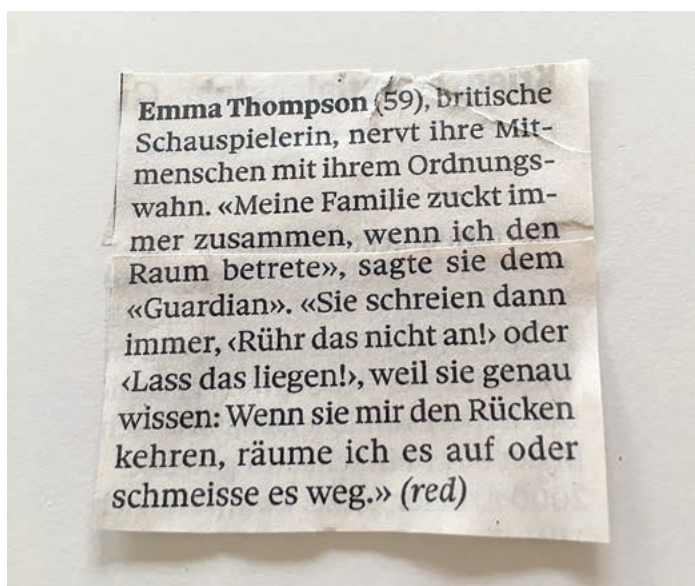 Emma Thompson (59), britische
Schauspielerin, nervt ihre Mit-
menschen mit ihrem Ordnungs-
wahn. «Meine Familie zuckt im-
mer zusammen, wenn ich den
Raum betrete», sagte sie dem
«Guardian». «Sie schreien dann
immer, ‹Rühr das nicht an!› oder
‹Lass das liegen!›, weil sie genau
wissen: Wenn sie mir den Rücken
kehren, räume ich es auf oder
schmeisse es weg.» (red)